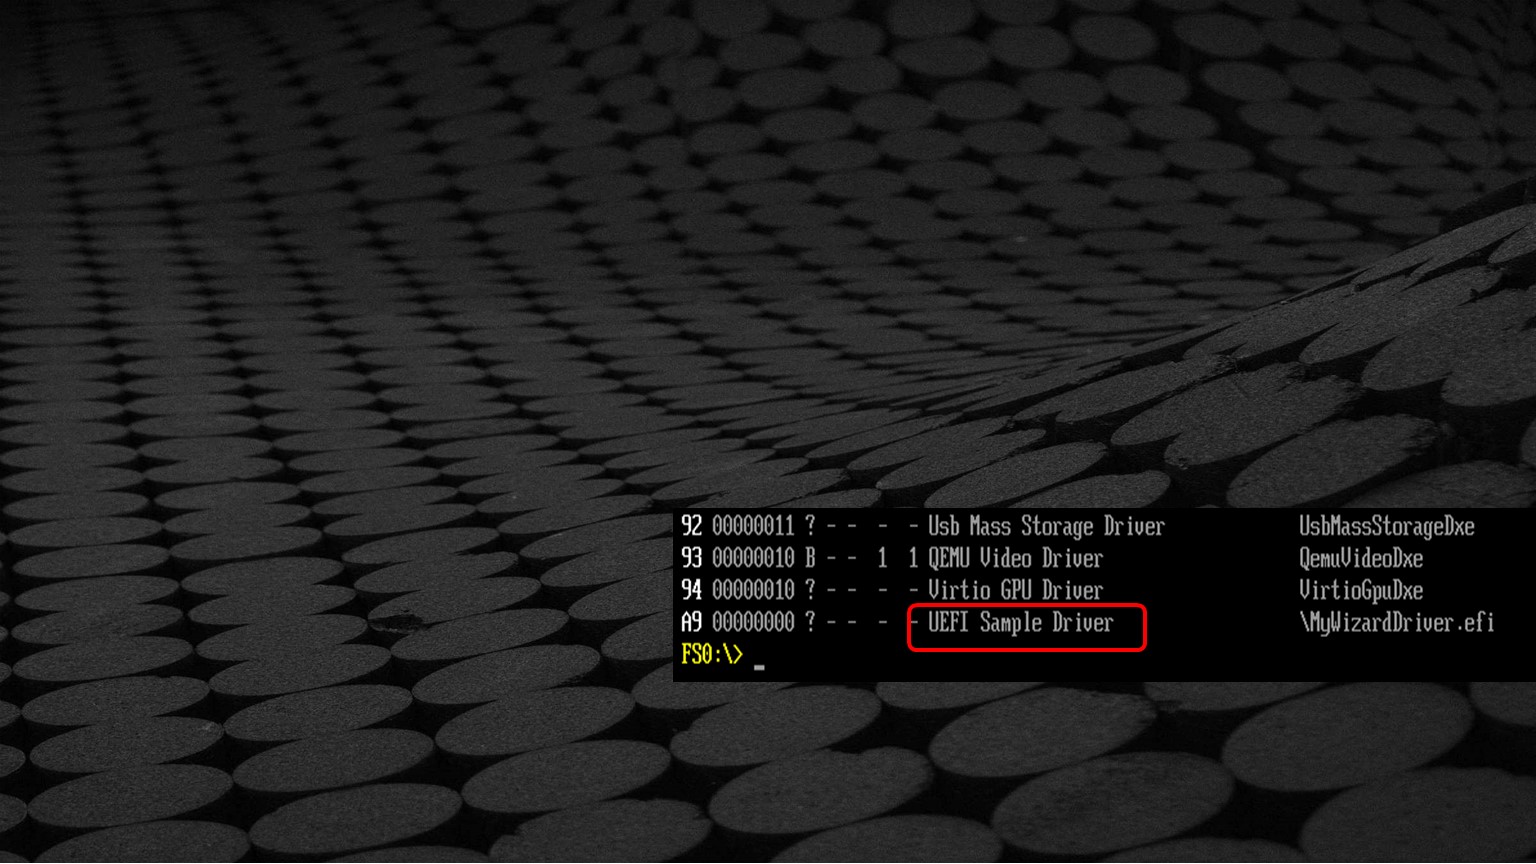 92 00000011 ? - -  -  - Usb Mass Storage Driver UsbMassStorageDxe
93 00000010 B - -  1  1 QEMU Video Driver QemuVideoDxe
94 00000010 ? - -  -  - Virtio GPU Driver VirtioGpuDxe
A9 00000000 ? - -  -  - UEFI Sample Driver \MyWizardDriver.efi
FS0:\> _